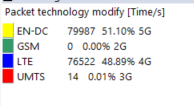 Packet technology modify [Time/s]
EN-DC 79987 51.10% 5G
GSM 0 0.00% 2G
LTE 76522 48.89% 4G
UMTS 14 0.01% 3G